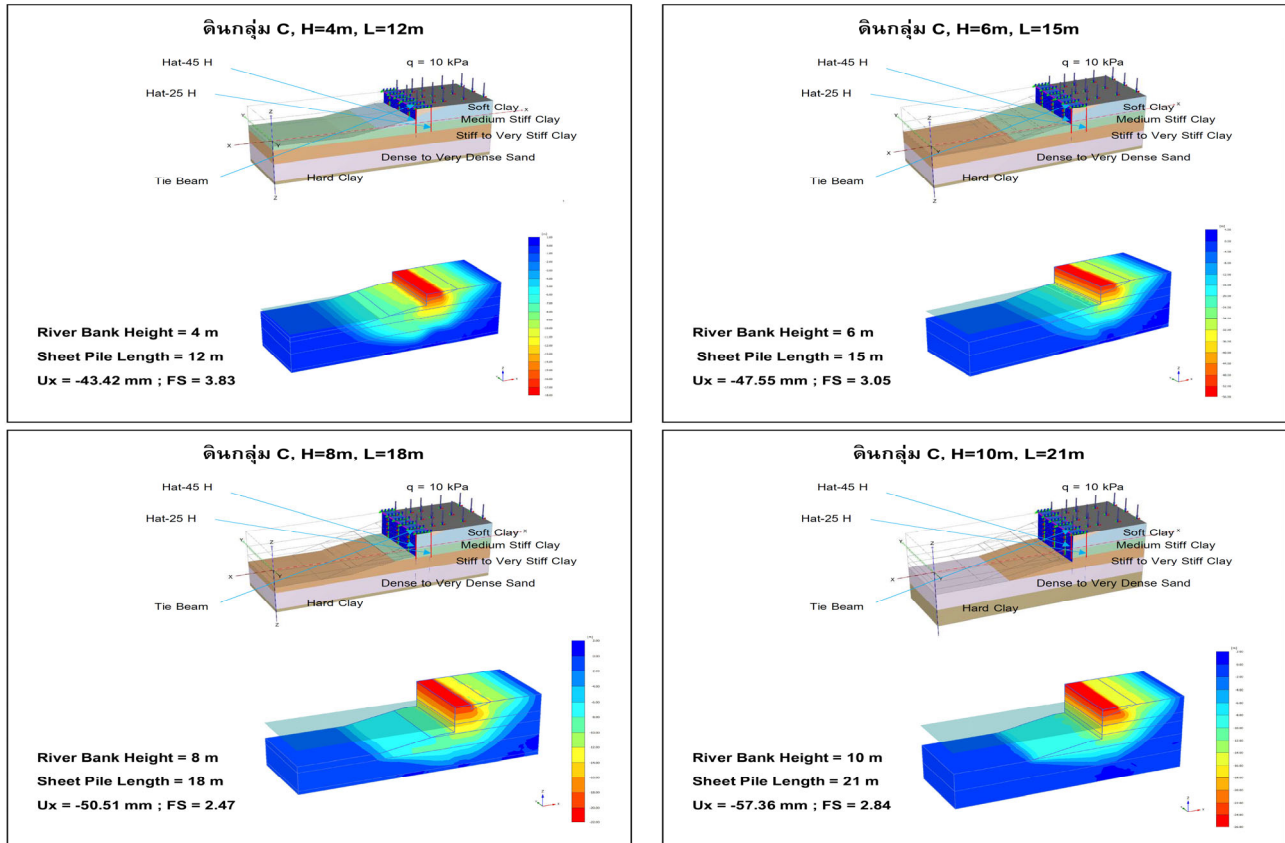 ดินกลุ่ม C, H=4m, L=12m
Hat-45 H
q = 10 kPa
Hat-25 H
Soft Clay
Medium Stiff Clay
Stiff to Very Stiff Clay
Dense to Very Dense Sand
Tie Beam
Hard Clay
River Bank Height = 4 m
Sheet Pile Length = 12 m
Ux = -43.42 mm ; FS = 3.83
ดินกลุ่ม C, H=6m, L=15m
Hat-45 H
q = 10 kPa
Hat-25 H
Soft Clay
Medium Stiff Clay
Stiff to Very Stiff Clay
Dense to Very Dense Sand
Tie Beam
Hard Clay
River Bank Height = 6 m
Sheet Pile Length = 15 m
Ux = -47.55 mm ; FS = 3.05
ดินกลุ่ม C, H=8m, L=18m
Hat-45 H
q = 10 kPa
Hat-25 H
Soft Clay
Medium Stiff Clay
Stiff to Very Stiff Clay
Dense to Very Dense Sand
Tie Beam
Hard Clay
River Bank Height = 8 m
Sheet Pile Length = 18 m
Ux = -50.51 mm ; FS = 2.47
ดินกลุ่ม C, H=10m, L=21m
Hat-45 H
q = 10 kPa
Hat-25 H
Soft Clay
Medium Stiff Clay
Stiff to Very Stiff Clay
Dense to Very Dense Sand
Tie Beam
Hard Clay
River Bank Height = 10 m
Sheet Pile Length = 21 m
Ux = -57.36 mm ; FS = 2.84